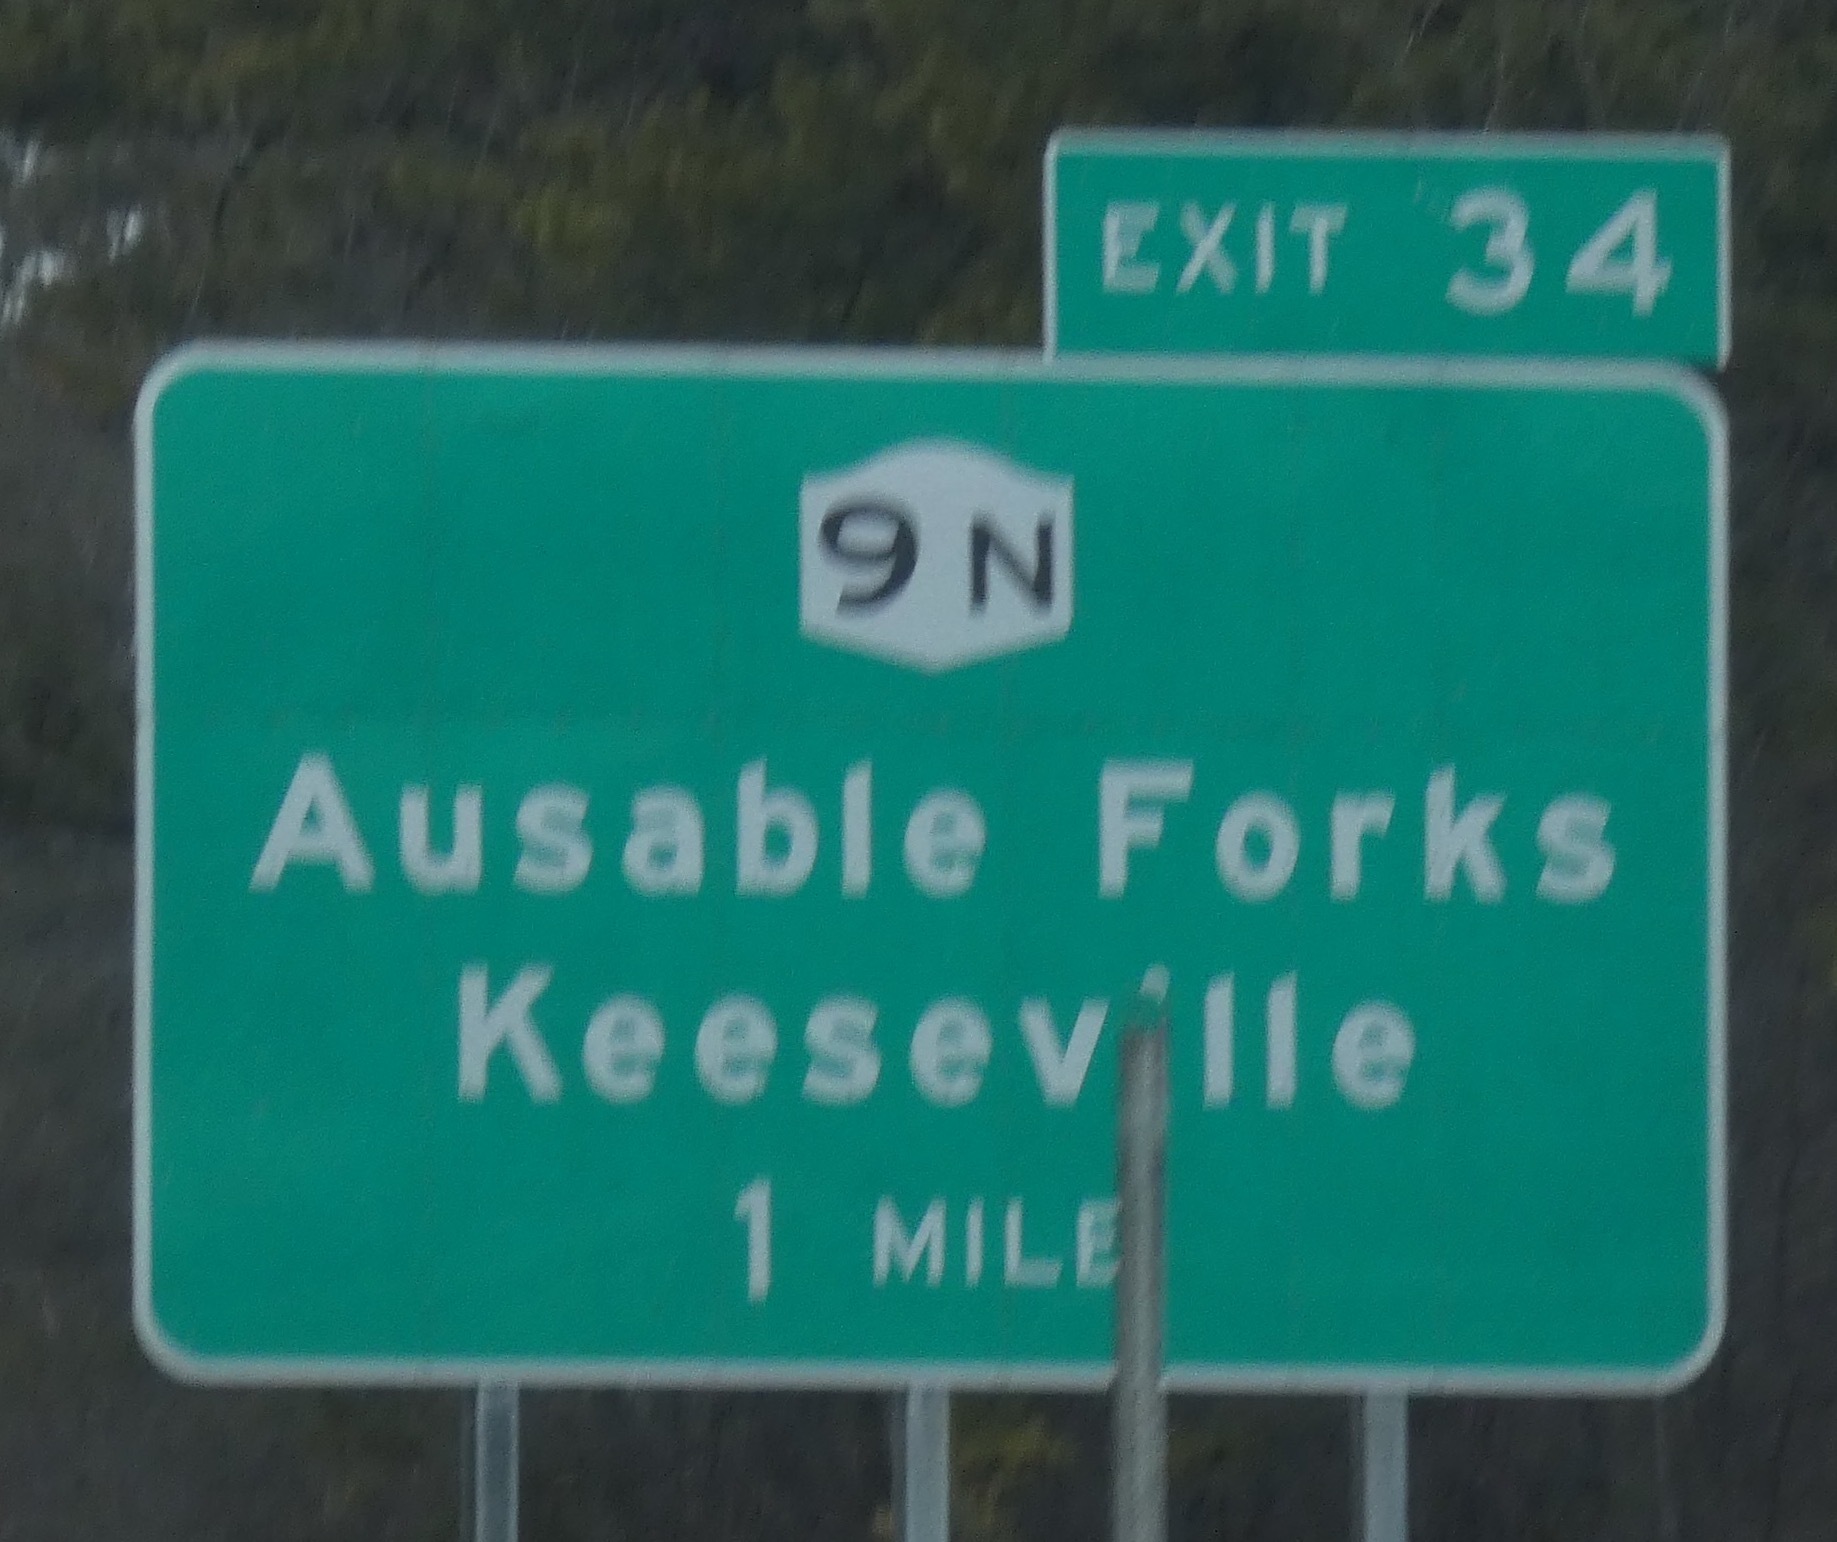 EXIT 34
9N
Ausable Forks
Keeseville
1 MILE